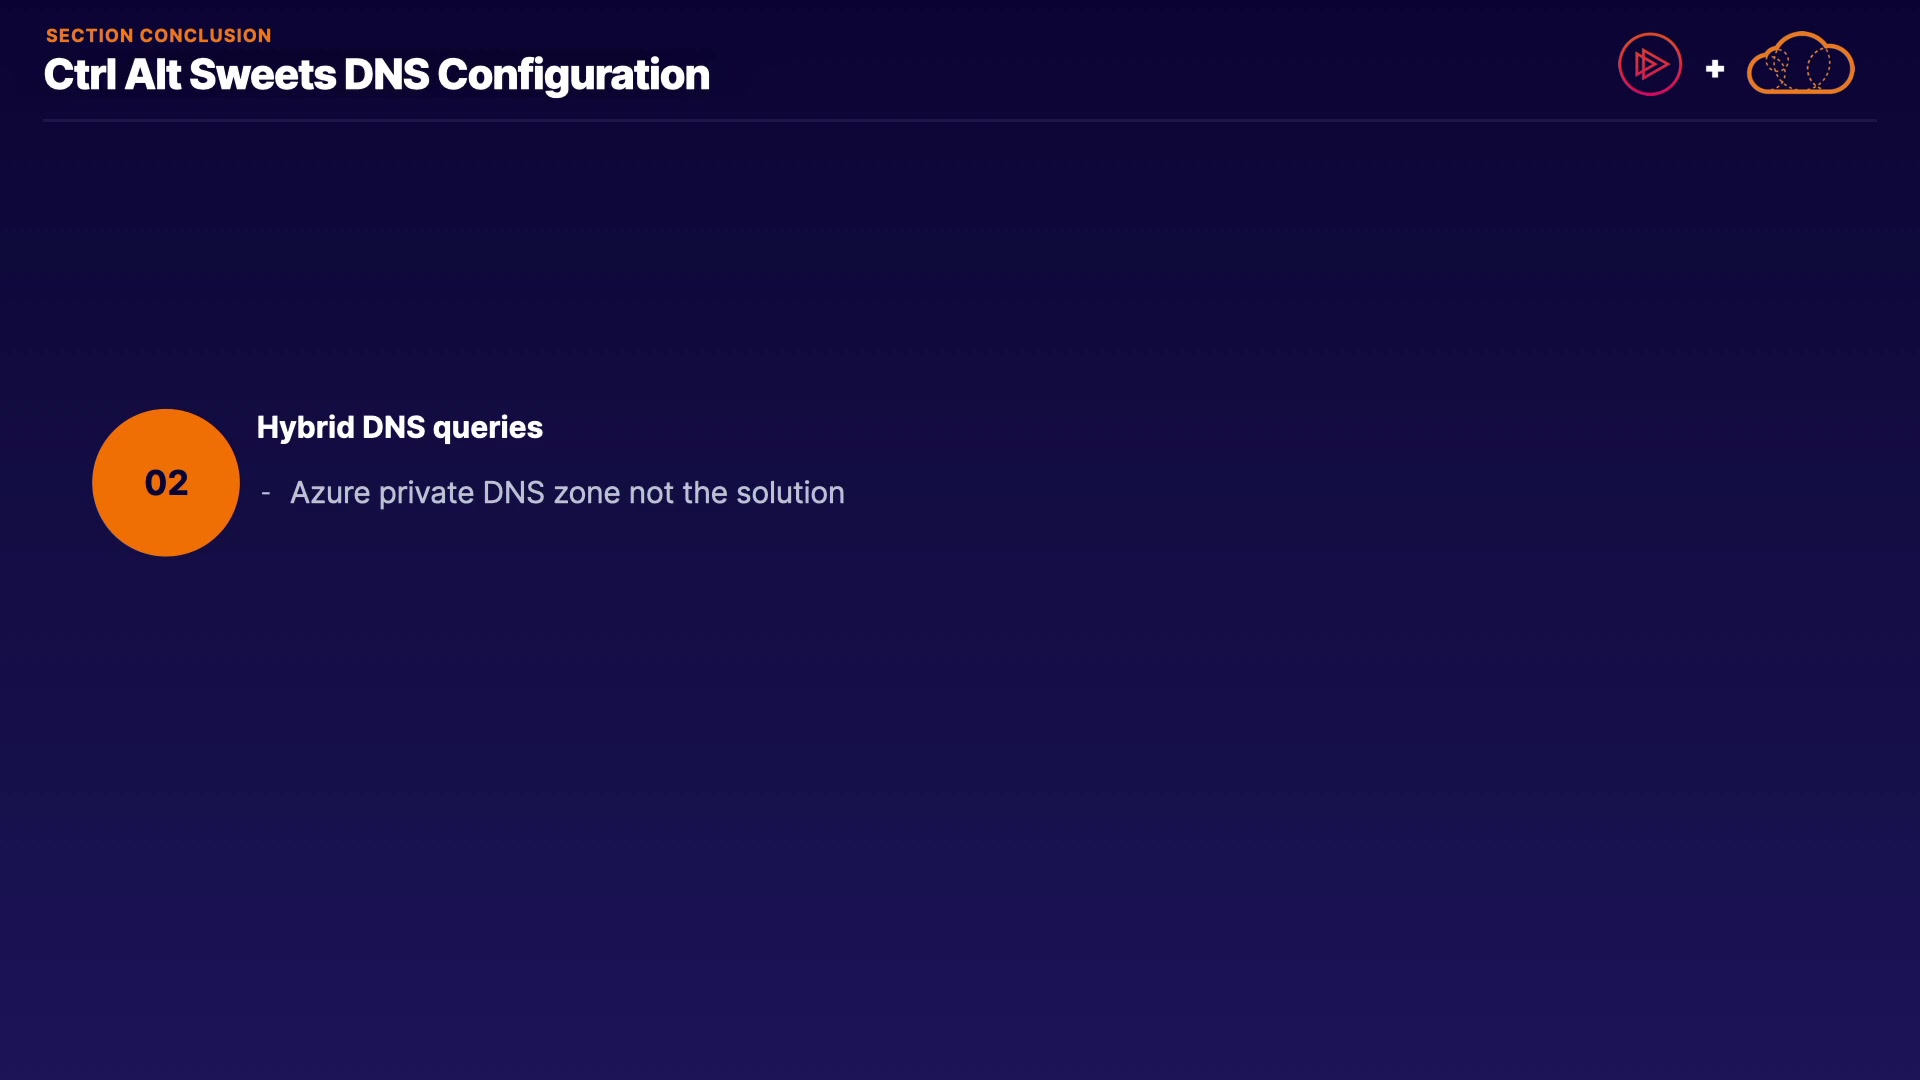 SECTION CONCLUSION
Ctrl Alt Sweets DNS Configuration
+
02
Hybrid DNS queries
- Azure private DNS zone not the solution